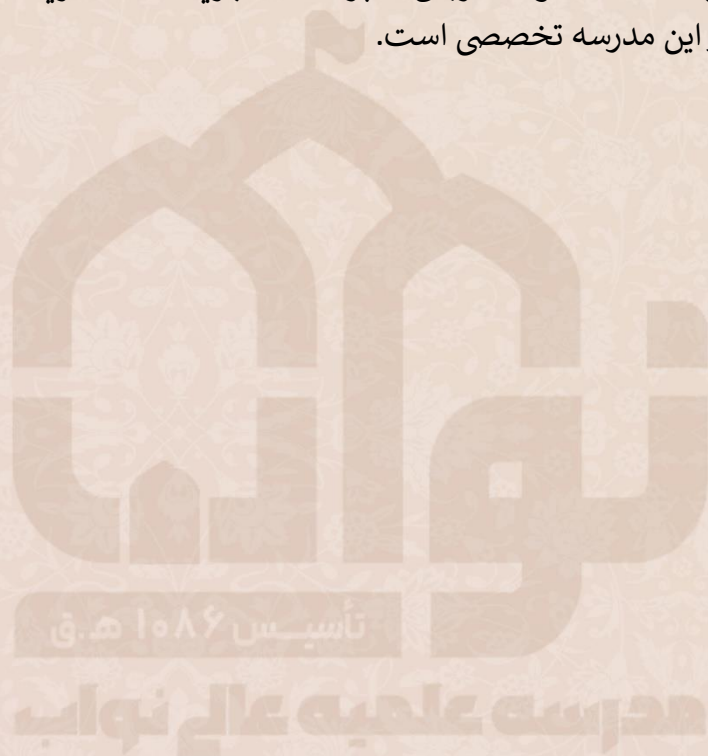 این مدرسه تخصصی است.
نواب
تأسیس ۱۰۸۶ ه.ق
مدرسه علمیه عالی نواب